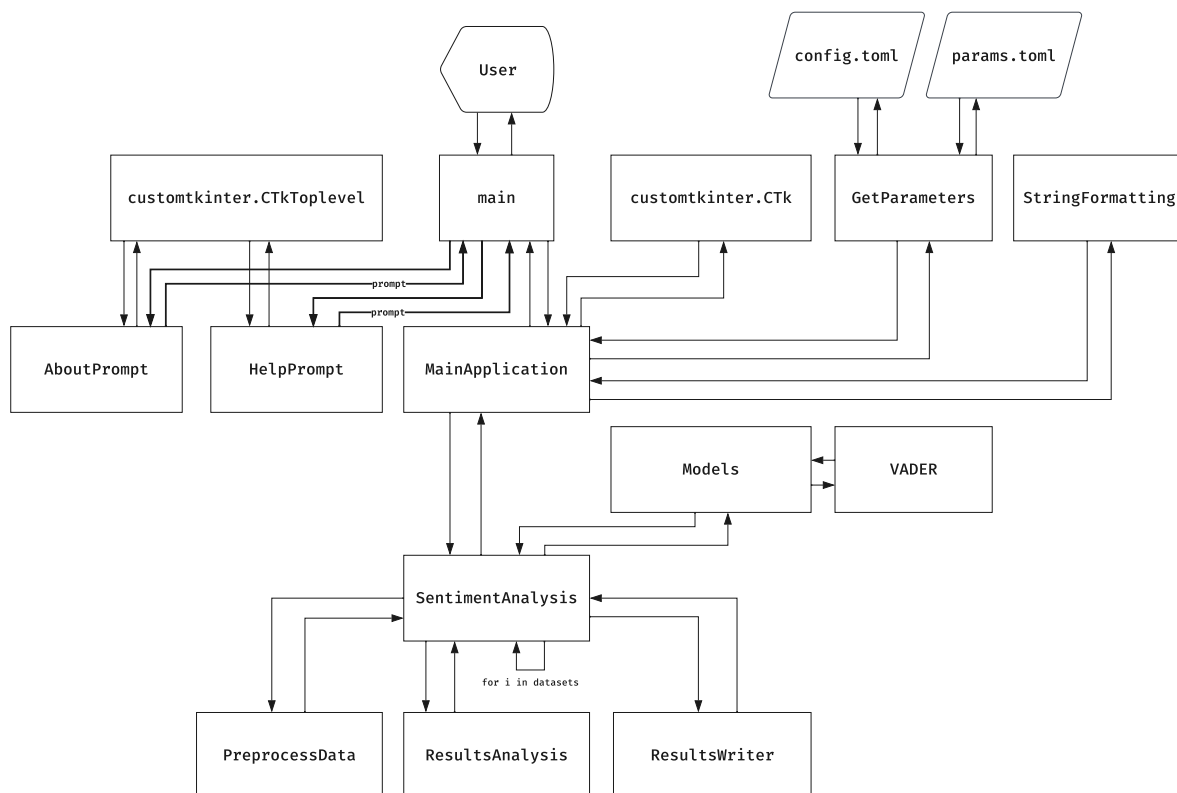 User
config.toml
params.toml
customtkinter.CTkToplevel
main
customtkinter.CTk
GetParameters
StringFormatting
prompt
prompt
AboutPrompt
HelpPrompt
MainApplication
Models
VADER
SentimentAnalysis
for i in datasets
PreprocessData
ResultsAnalysis
ResultsWriter